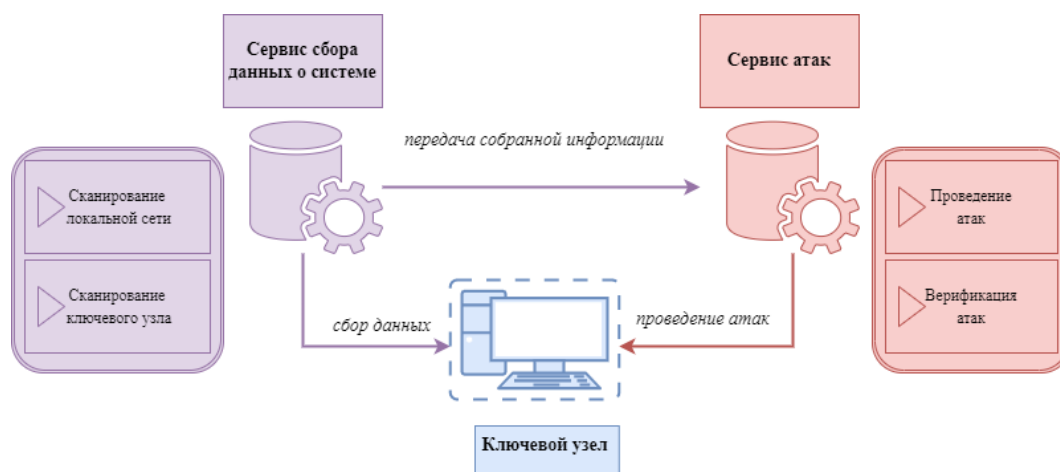 Сервис сбора
данных о системе
Сервис атак
передача собранной информации
Сканирование
локальной сети
Сканирование
ключевого узла
Проведение
атак
Верификация
атак
сбор данных
проведение атак
Ключевой узел